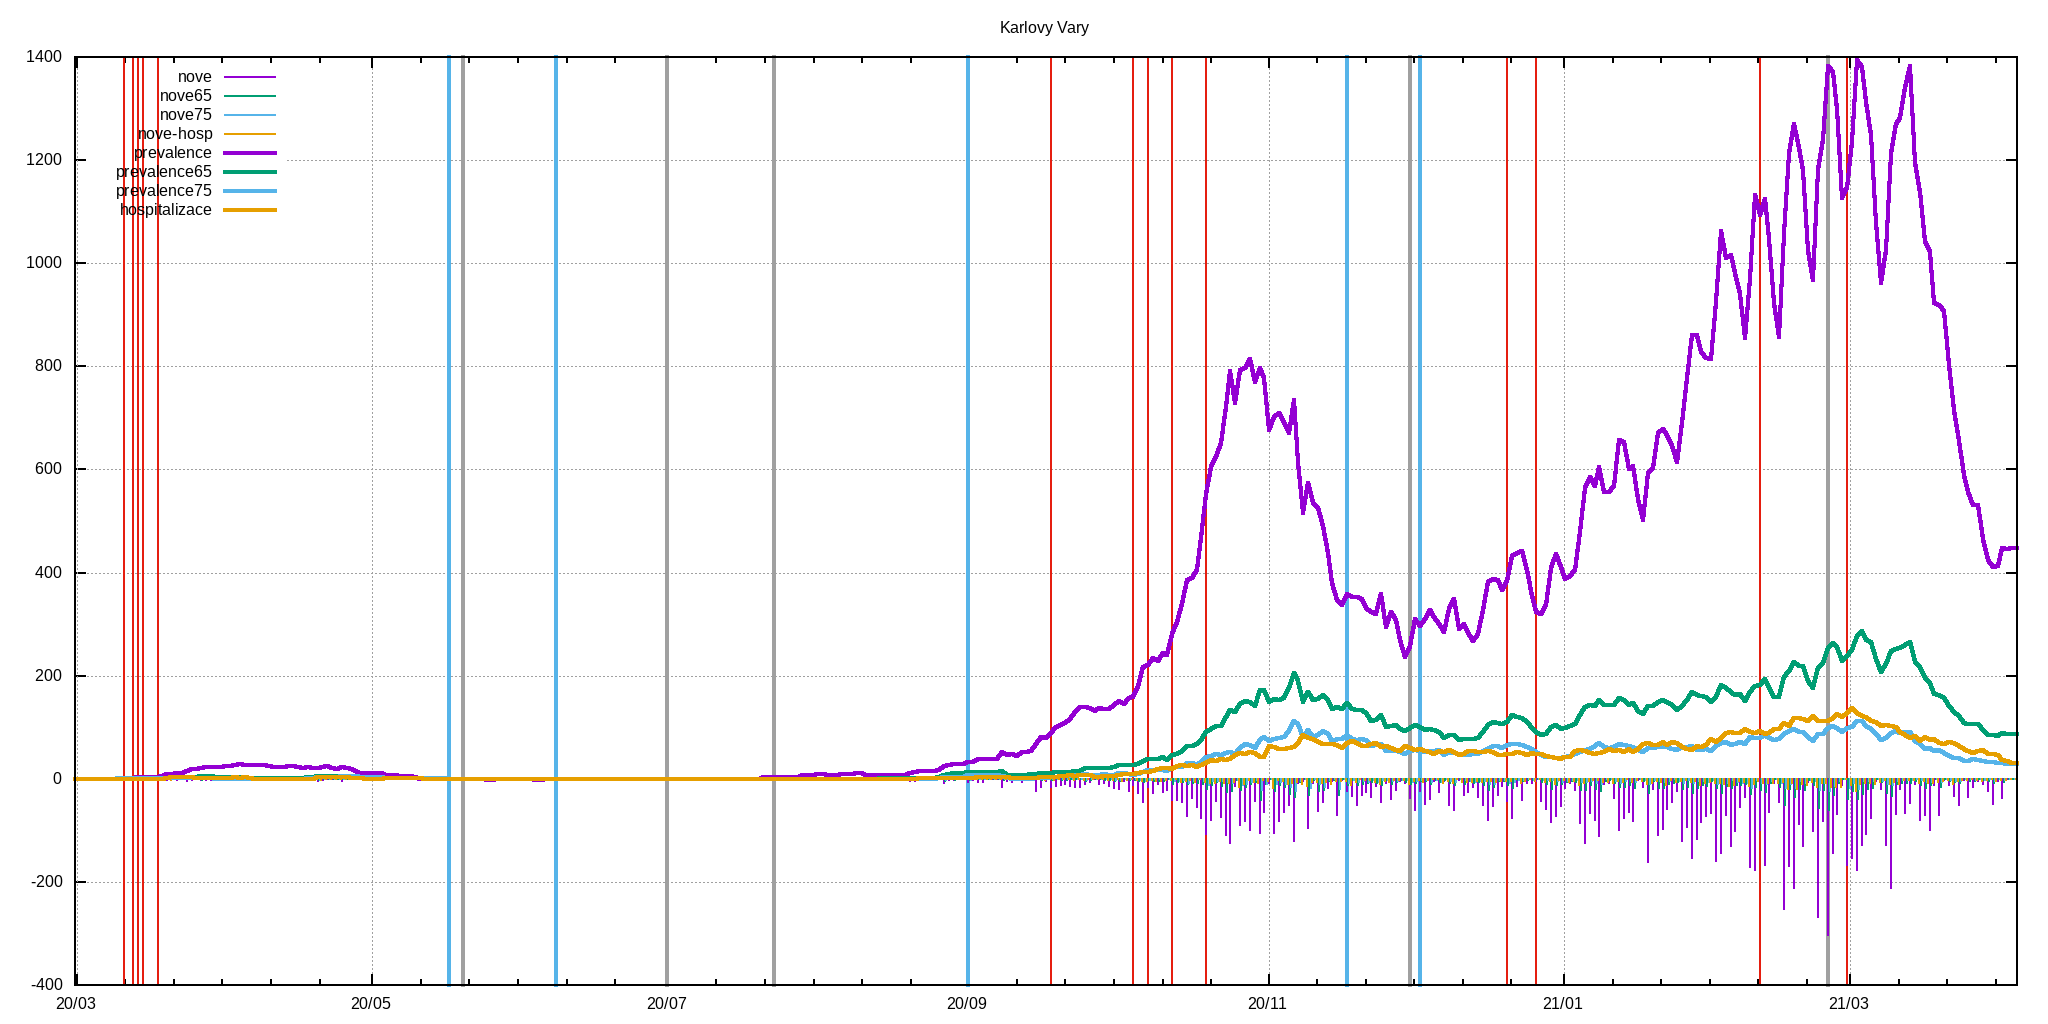 Karlovy Vary
1400
1200
1000
800
600
400
200
0
-200
-400
nove
nove65
nove75
nove-hosp
prevalence
prevalence65
prevalence75
hospitalizace
20/03
20/05
20/07
20/09
20/11
21/01
21/03